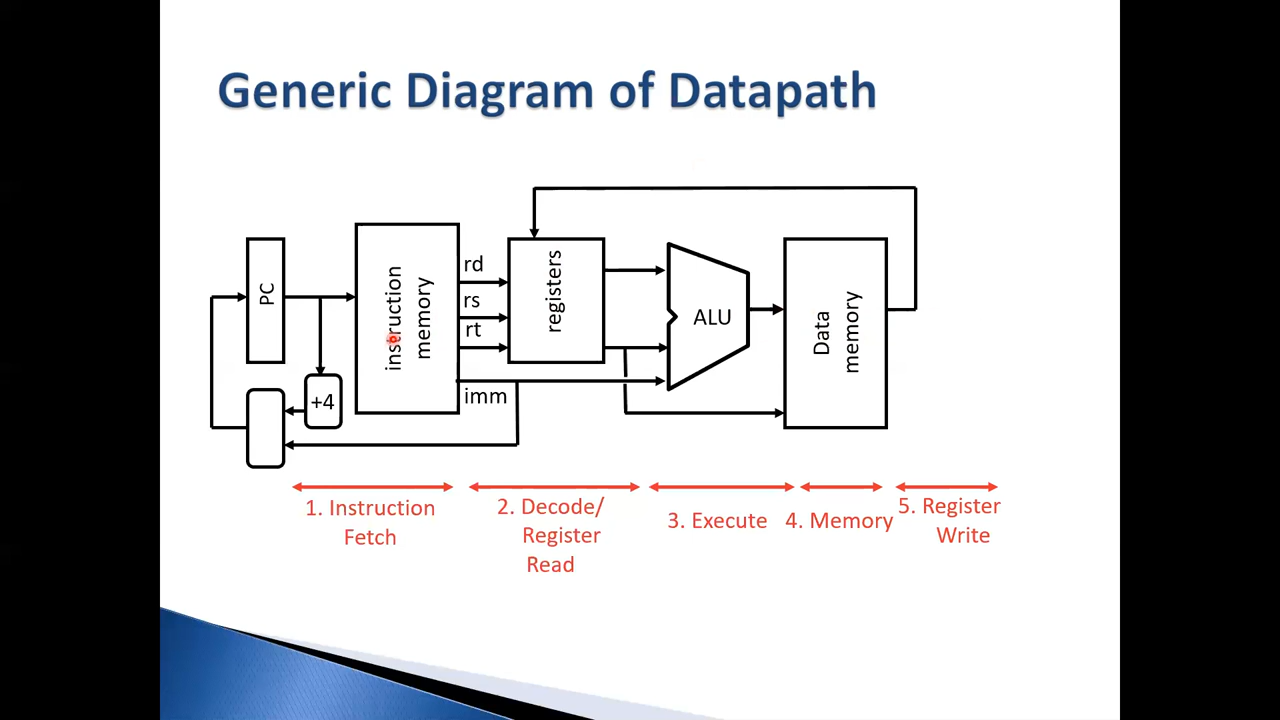 Generic Diagram of Datapath
PC
+4
instruction
memory
rd
rs
rt
imm
registers
ALU
Data
memory
1. Instruction
Fetch
2. Decode/
Register
Read
3. Execute
4. Memory
5. Register
Write